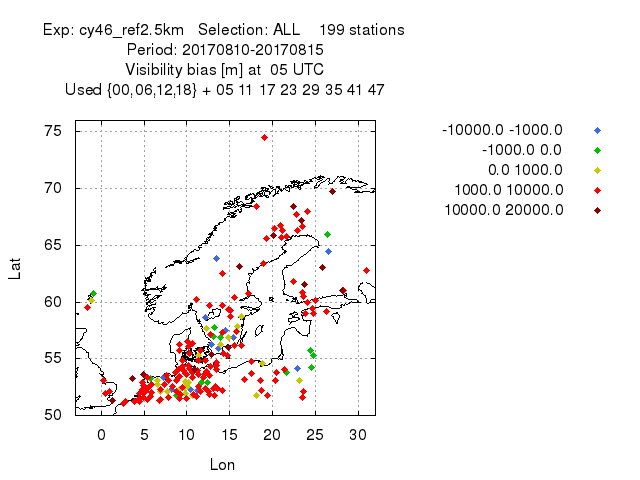 Exp: cy46_ref2.5km Selection: ALL 199 stations
Period: 20170810-20170815
Visibility bias [m] at 05 UTC
Used {00,06,12,18} + 05 11 17 23 29 35 41 47
-10000.0 -1000.0
-1000.0 0.0
0.0 1000.0
1000.0 10000.0
10000.0 20000.0
75
70
65
60
55
50
Lat
0 5 10 15 20 25 30
Lon